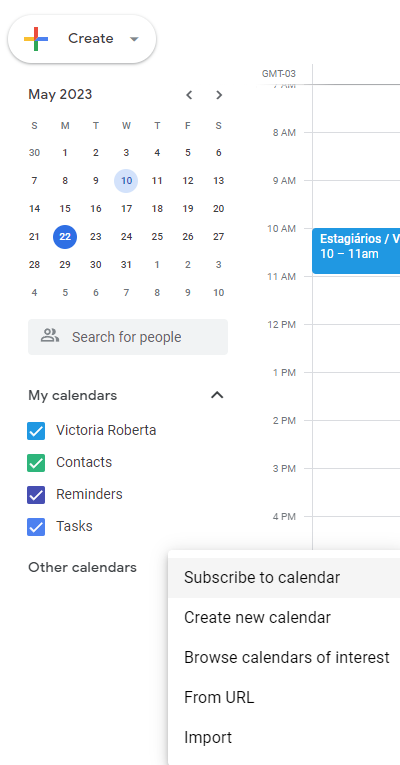 Create
May 2023
S M T W T F S
30 1 2 3 4 5 6
7 8 9 10 11 12 13
14 15 16 17 18 19 20
21 22 23 24 25 26 27
28 29 30 31 1 2 3
4 5 6 7 8 9 10
Search for people
My calendars
Victoria Roberta
Contacts
Reminders
Tasks
Other calendars
GMT-03
7 AM
8 AM
9 AM
10 AM
Estagiários / V
10 – 11am
11 AM
12 PM
1 PM
2 PM
3 PM
4 PM
Subscribe to calendar
Create new calendar
Browse calendars of interest
From URL
Import